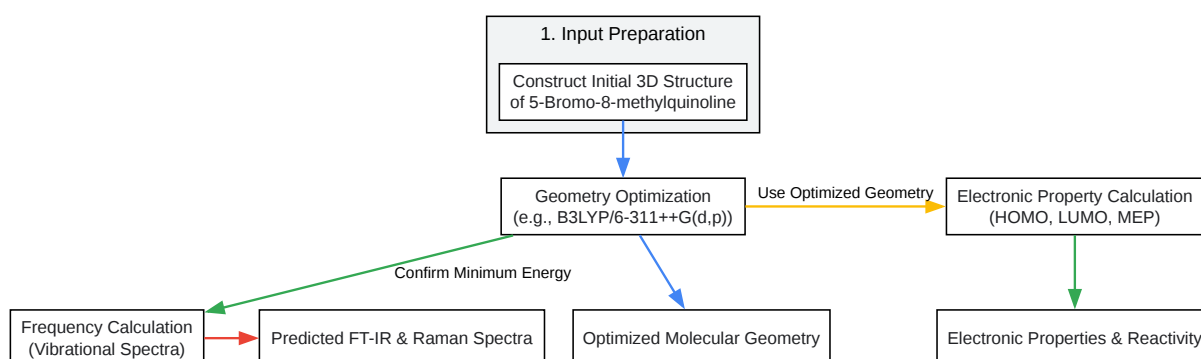 1. Input Preparation
Construct Initial 3D Structure
of 5-Bromo-8-methylquinoline
Geometry Optimization
(e.g., B3LYP/6-311++G(d,p))
Use Optimized Geometry
Electronic Property Calculation
(HOMO, LUMO, MEP)
Confirm Minimum Energy
Frequency Calculation
(Vibrational Spectra)
Predicted FT-IR & Raman Spectra
Optimized Molecular Geometry
Electronic Properties & Reactivity